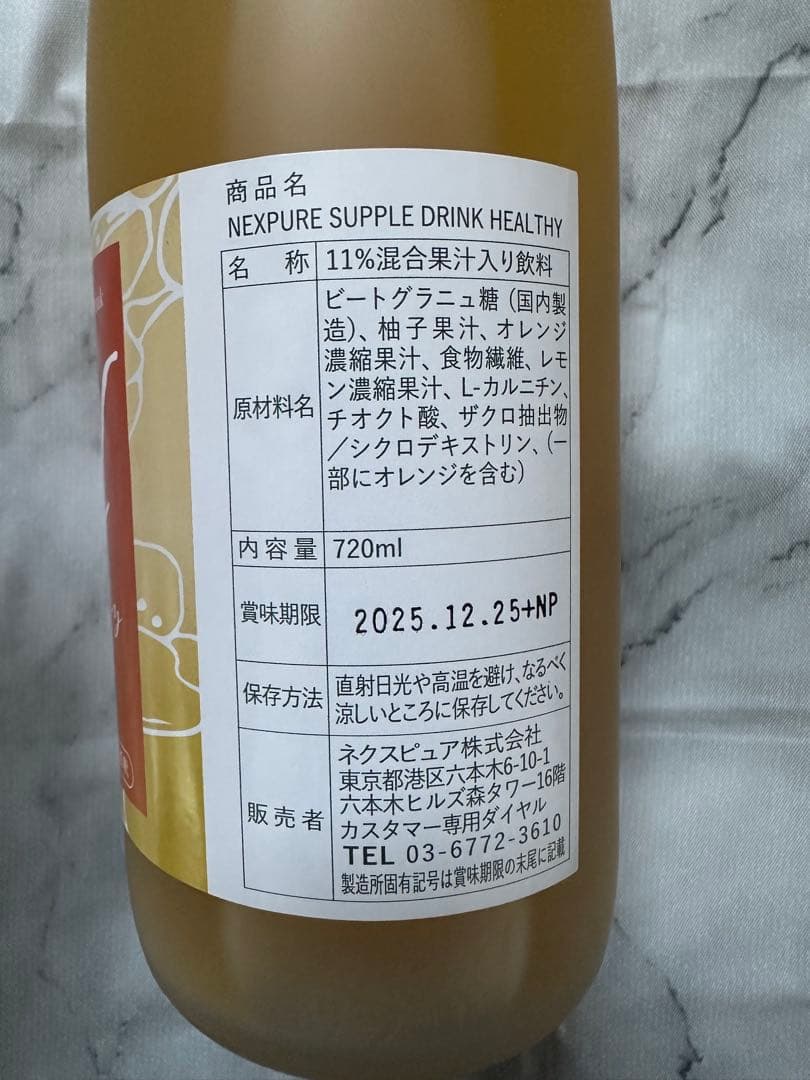 商品名
NEXPURE SUPPLE DRINK HEALTHY
名 称 11%混合果汁入り飲料
原材料名
ビートグラニュ糖（国内製
造）、柚子果汁、オレンジ
濃縮果汁、食物繊維、レモ
ン濃縮果汁、L-カルニチン、
チオクト酸、ザクロ抽出物
／シクロデキストリン、（一
部にオレンジを含む）
内容量 720ml
賞味期限 2025.12.25+NP
保存方法
直射日光や高温を避け、なるべく
涼しいところに保存してください。
販売者
ネクスピュア株式会社
東京都港区六本木6-10-1
六本木ヒルズ森タワー16階
カスタマー専用ダイヤル
TEL 03-6772-3610
製造所固有記号は賞味期限の末尾に記載